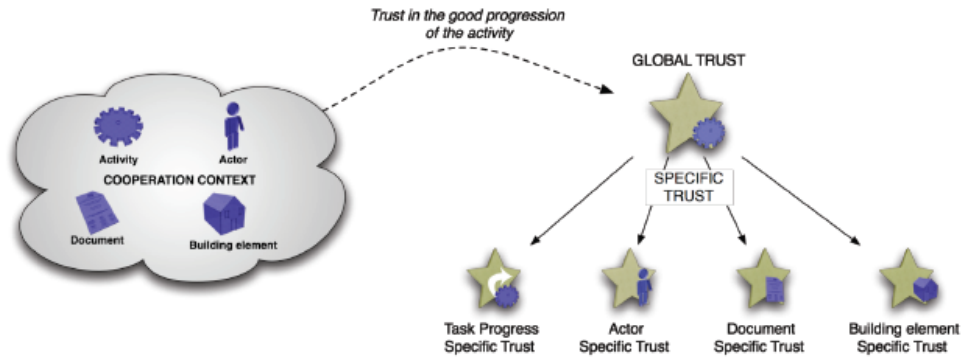 Trust in the good progression
of the activity
GLOBAL TRUST
Activity
Actor
COOPERATION CONTEXT
Document
Building element
SPECIFIC
TRUST
Task Progress
Specific Trust
Actor
Specific Trust
Document
Specific Trust
Building element
Specific Trust